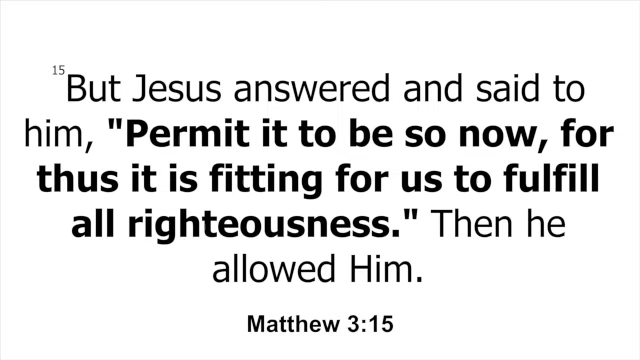 15But Jesus answered and said to
him, "Permit it to be so now, for
thus it is fitting for us to fulfill
all righteousness." Then he
allowed Him.
Matthew 3:15